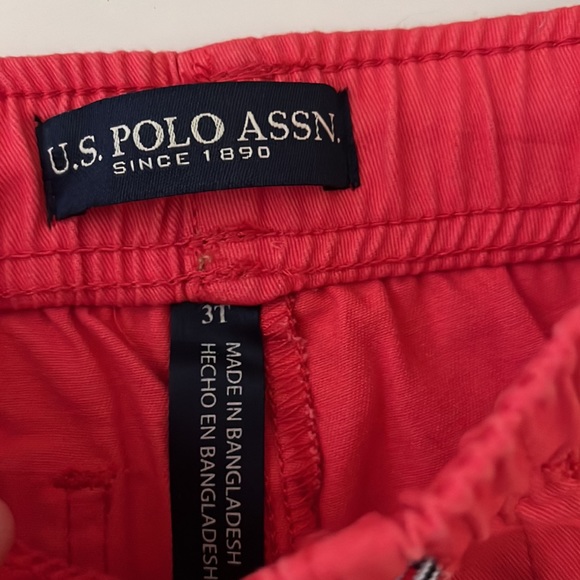 U.S. POLO ASSN.
SINCE 1890
3T
MADE IN BANGLADESH
HECHO EN BANGLADESH